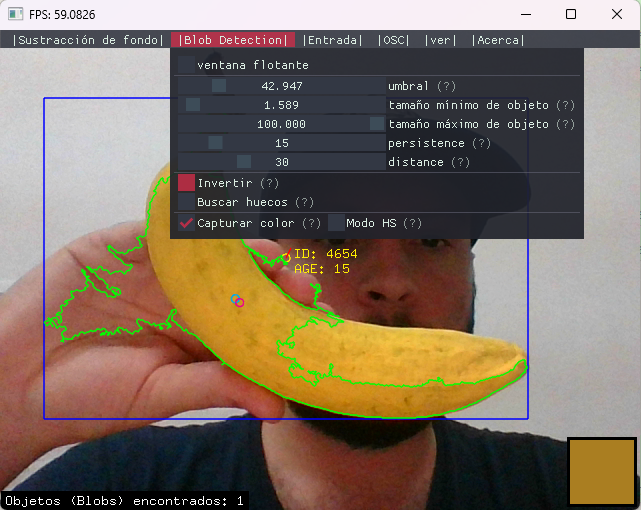 FPS: 59.0826
|Sustracción de fondo| |Blob Detection| |Entrada| |OSC| |ver| |Acerca|
ventana flotante
42.947 umbral (?)
1.589 tamaño mínimo de objeto (?)
100.000 tamaño máximo de objeto (?)
15 persistence (?)
30 distance (?)
Invertir (?)
Buscar huecos (?)
Capturar color (?) Modo HS (?)
ID: 4654
AGE: 15
Objetos (Blobs) encontrados: 1